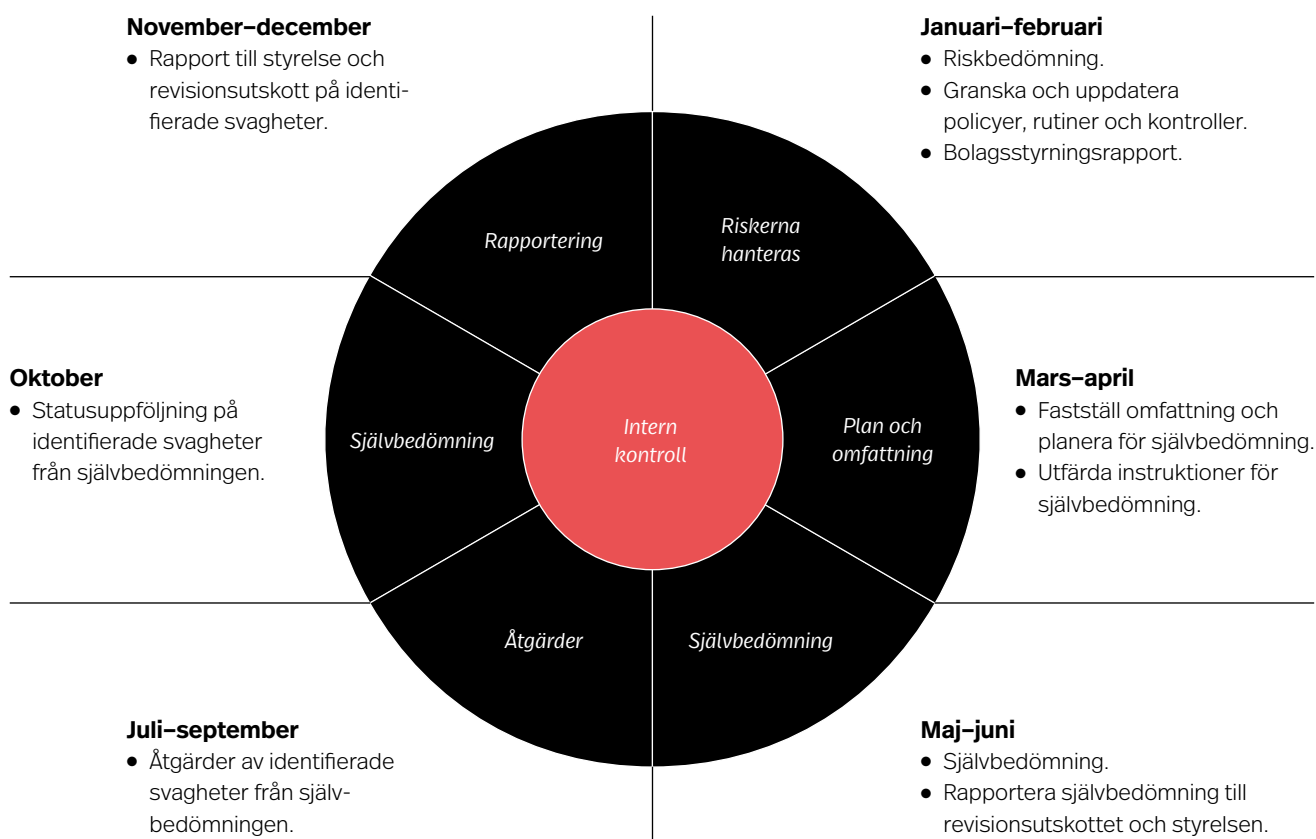 November–december
• Rapport till styrelse och
revisionsutskott på identi-
fierade svagheter.
Januari–februari
• Riskbedömning.
• Granska och uppdatera
policyer, rutiner och kontroller.
• Bolagsstyrningsrapport.
Rapportering
Riskerna
hanteras
Oktober
• Statusuppföljning på
identifierade svagheter
från självbedömningen.
Självbedömning
Intern
kontroll
Plan och
omfattning
Mars–april
• Fastställ omfattning och
planera för självbedömning.
• Utfärda instruktioner för
självbedömning.
Åtgärder
Självbedömning
Juli–september
• Åtgärder av identifierade
svagheter från själv-
bedömningen.
Maj–juni
• Självbedömning.
• Rapportera självbedömning till
revisionsutskottet och styrelsen.